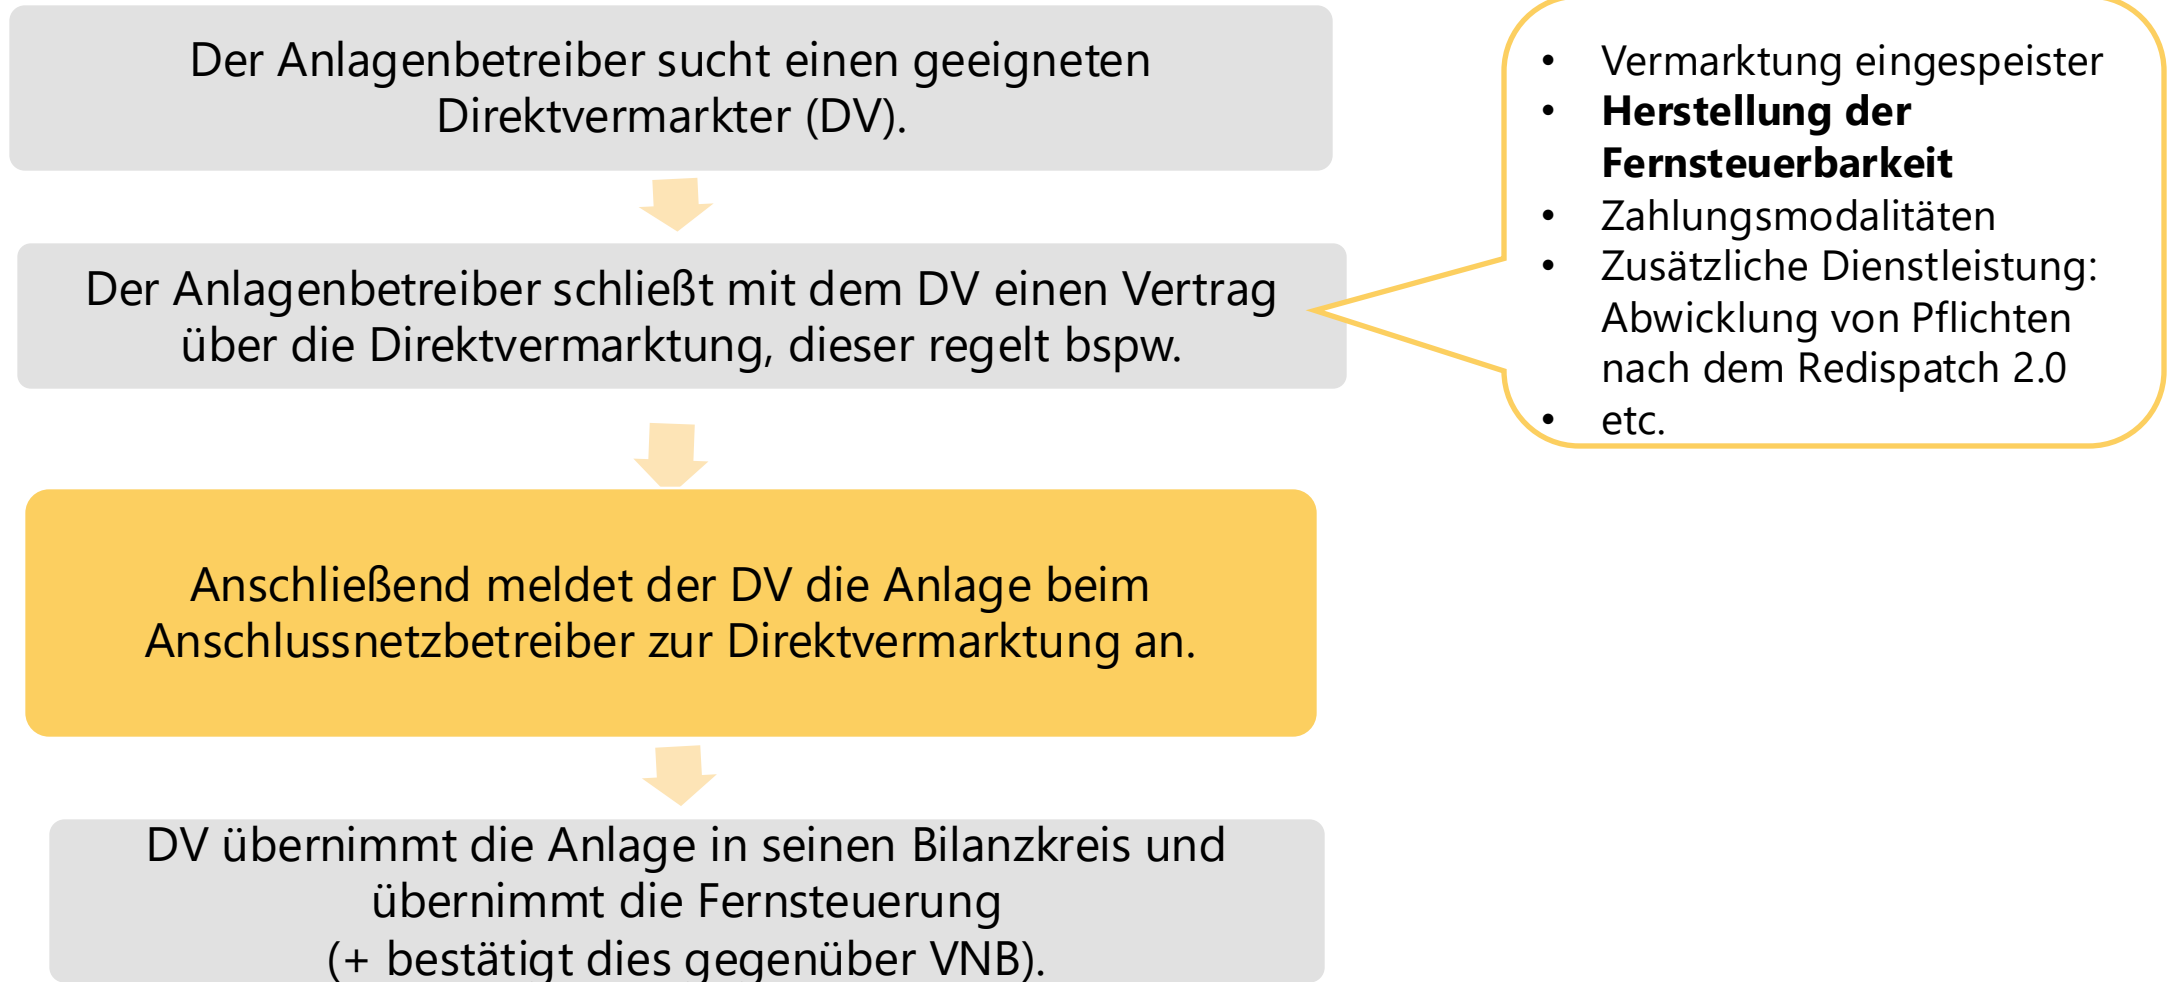 Der Anlagenbetreiber sucht einen geeigneten
Direktvermarkter (DV).
Der Anlagenbetreiber schließt mit dem DV einen Vertrag
über die Direktvermarktung, dieser regelt bspw.
• Vermarktung eingespeister
• Herstellung der
Fernsteuerbarkeit
• Zahlungsmodalitäten
• Zusätzliche Dienstleistung:
Abwicklung von Pflichten
nach dem Redispatch 2.0
• etc.
Anschließend meldet der DV die Anlage beim
Anschlussnetzbetreiber zur Direktvermarktung an.
DV übernimmt die Anlage in seinen Bilanzkreis und
übernimmt die Fernsteuerung
(+ bestätigt dies gegenüber VNB).